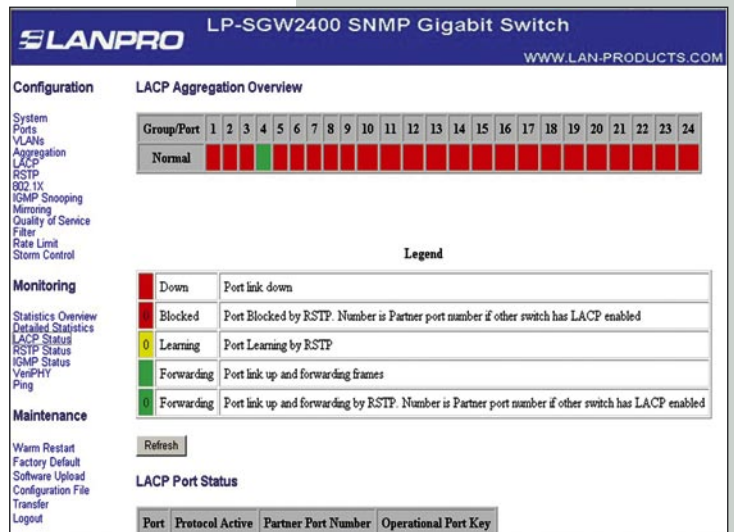 LANPRO
LP-SGW2400 SNMP Gigabit Switch
WWW.LAN-PRODUCTS.COM
Configuration
System
Ports
VLANs
Aggregation
LACP
RSTP
802.1X
IGMP Snooping
Mirroring
Quality of Service
Filter
Rate Limit
Storm Control
Monitoring
Statistics Overview
Detailed Statistics
LACP Status
RSTP Status
IGMP Status
VeriPHY
Ping
Maintenance
Warm Restart
Factory Default
Software Upload
Configuration File
Transfer
Logout
LACP Aggregation Overview
Group/Port 1 2 3 4 5 6 7 8 9 10 11 12 13 14 15 16 17 18 19 20 21 22 23 24
Normal
Legend
Down Port link down
0 Blocked Port Blocked by RSTP. Number is Partner port number if other switch has LACP enabled
0 Learning Port Learning by RSTP
Forwarding Port link up and forwarding frames
0 Forwarding Port link up and forwarding by RSTP. Number is Partner port number if other switch has LACP enabled
Refresh
LACP Port Status
Port Protocol Active Partner Port Number Operational Port Key